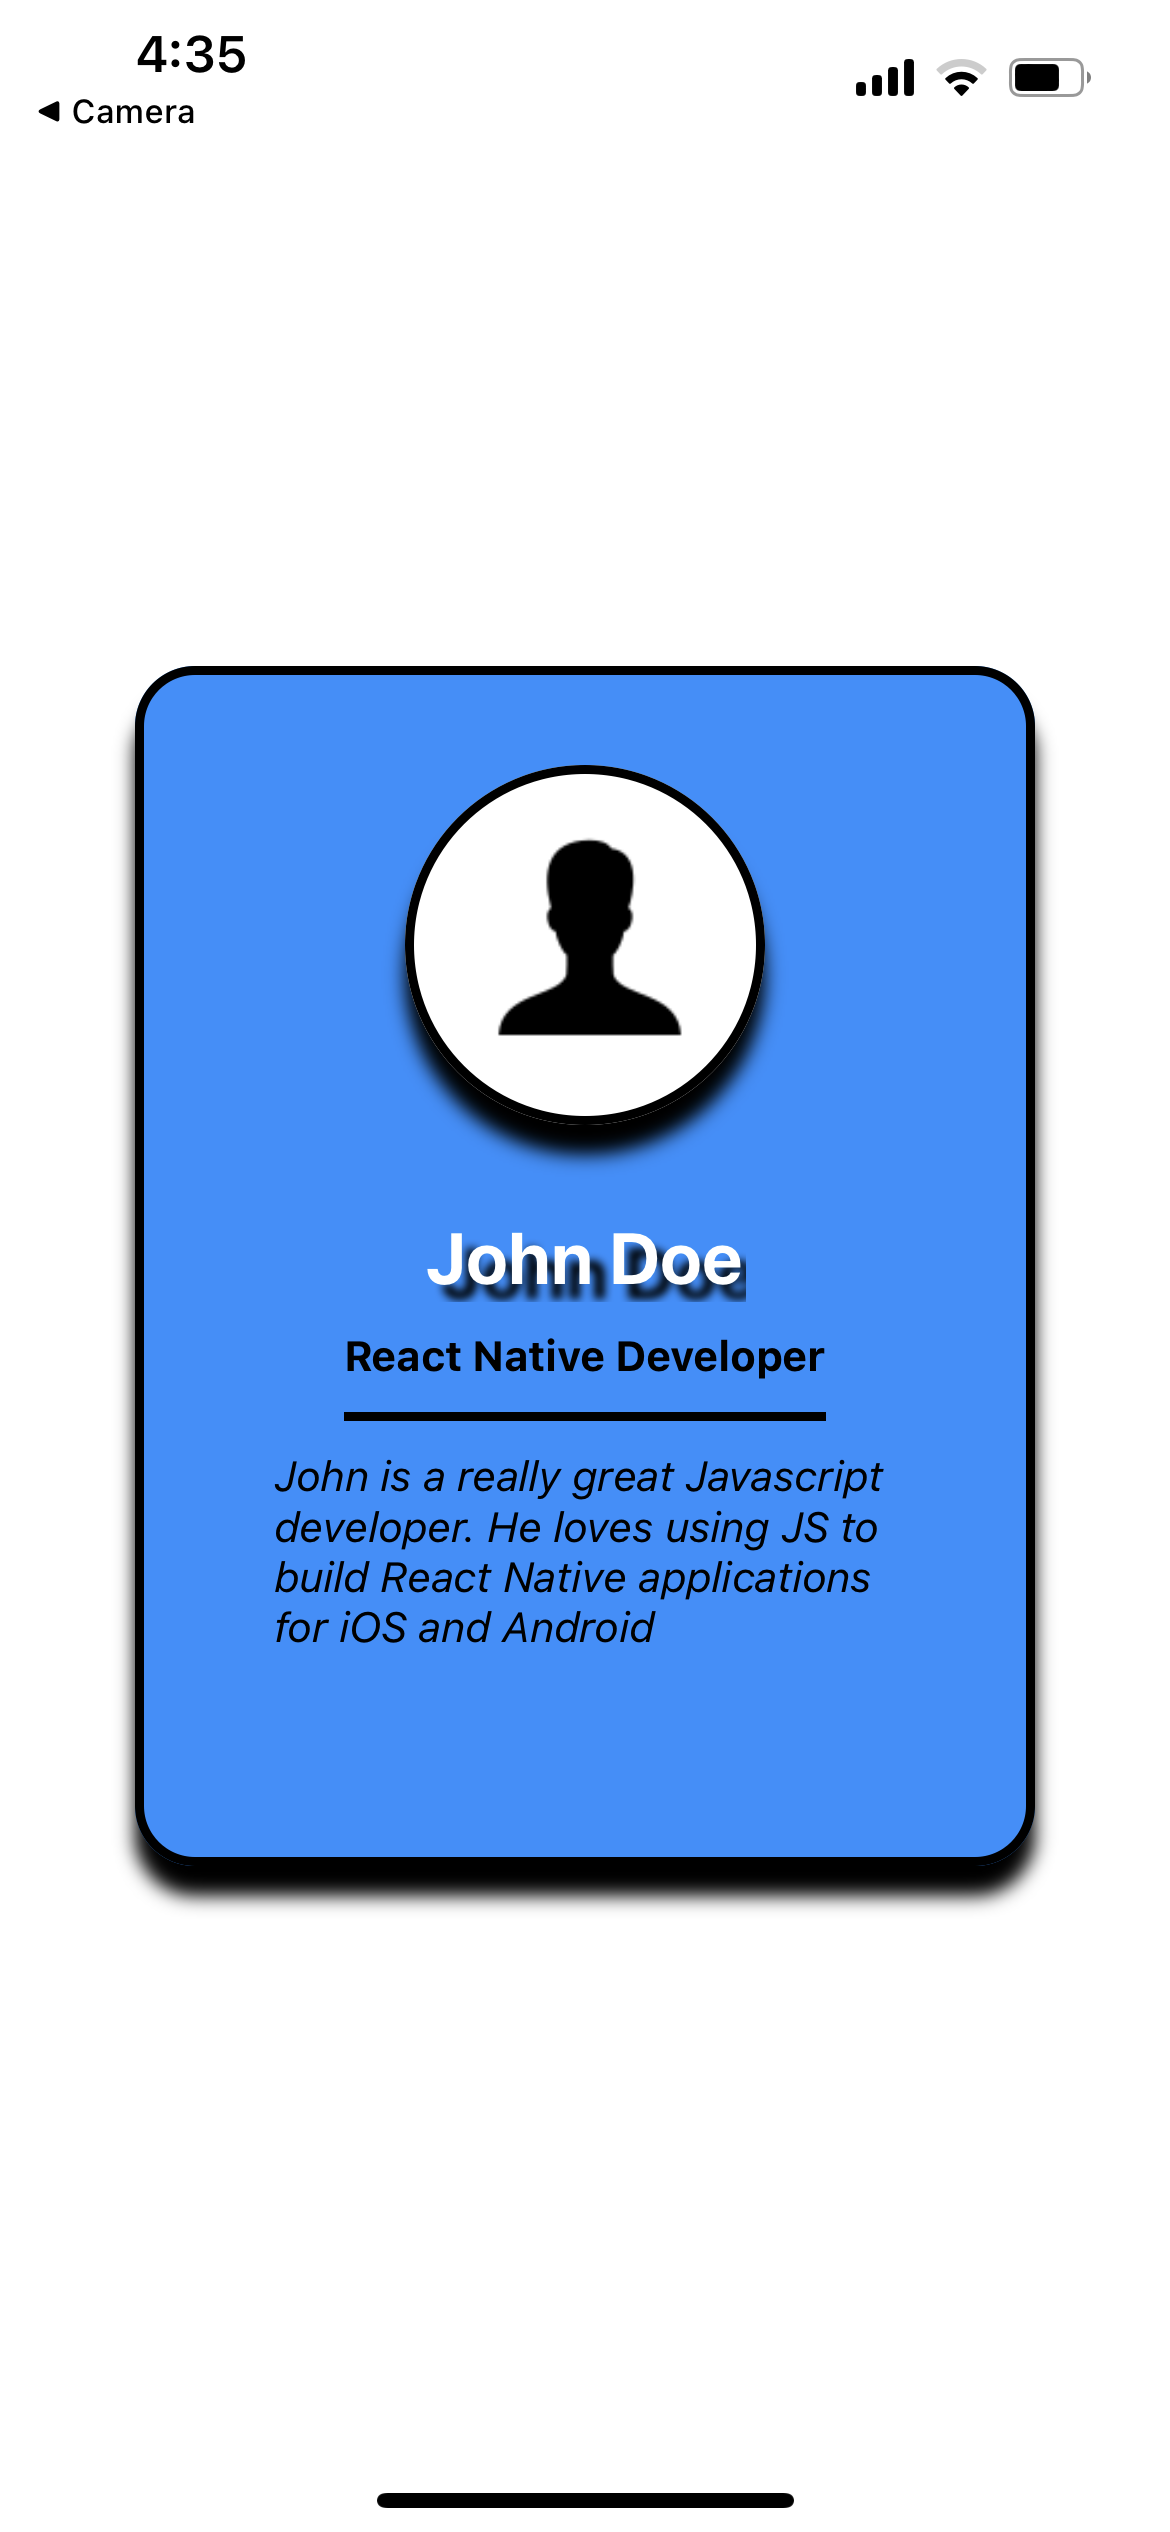 4:35
Camera
John Doe
React Native Developer
John is a really great Javascript
developer. He loves using JS to
build React Native applications
for iOS and Android